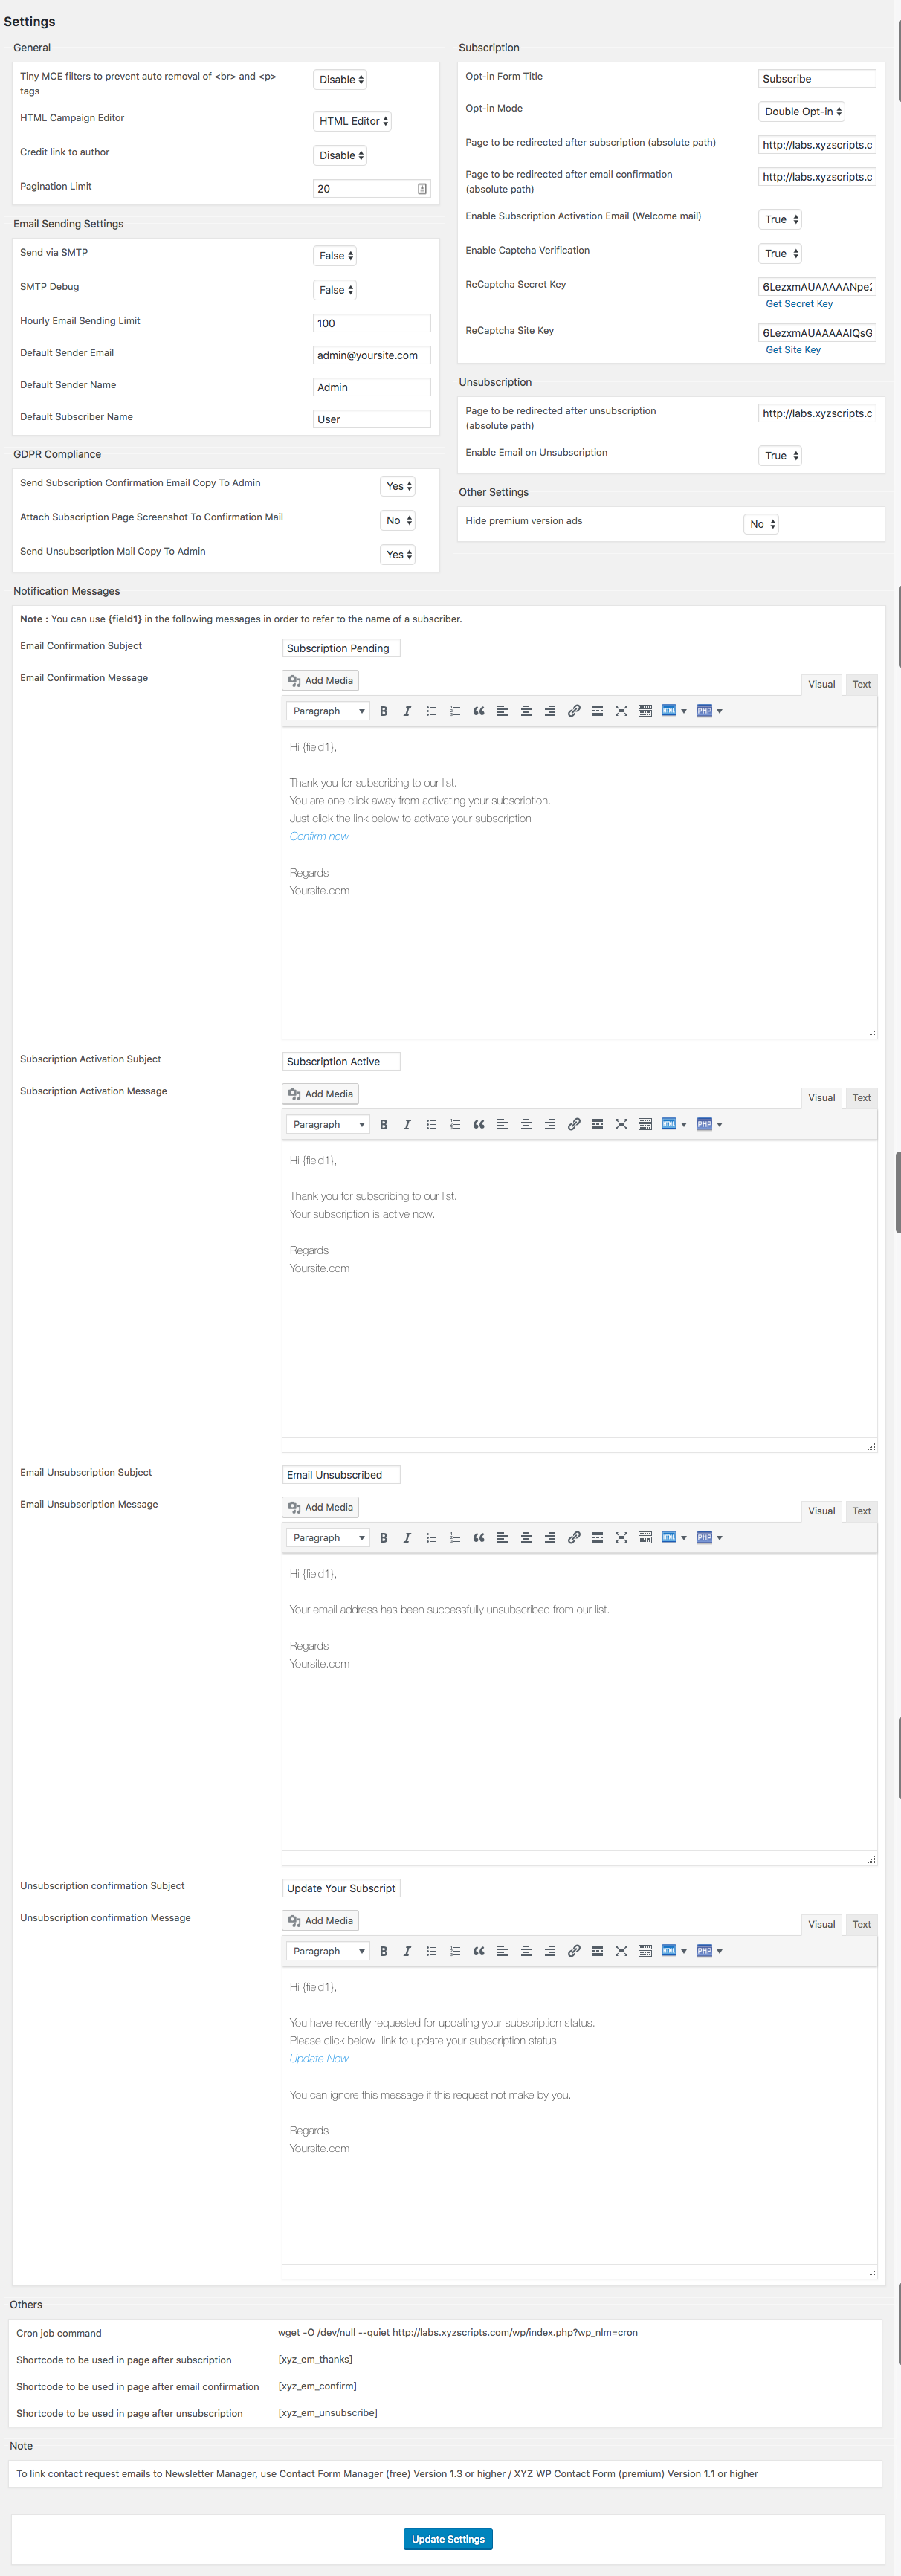 Settings
General
Tiny MCE filters to prevent auto removal of <br> and <p>
tags
Disable
HTML Campaign Editor
HTML Editor
Credit link to author
Disable
Pagination Limit
20
Email Sending Settings
Send via SMTP
False
SMTP Debug
False
Hourly Email Sending Limit
100
Default Sender Email
admin@yoursite.com
Default Sender Name
Admin
Default Subscriber Name
User
GDPR Compliance
Send Subscription Confirmation Email Copy To Admin
Yes
Attach Subscription Page Screenshot To Confirmation Mail
No
Send Unsubscription Mail Copy To Admin
Yes
Subscription
Opt-in Form Title
Subscribe
Opt-in Mode
Double Opt-in
Page to be redirected after subscription (absolute path)
http://labs.xyzscripts.c
Page to be redirected after email confirmation
(absolute path)
http://labs.xyzscripts.c
Enable Subscription Activation Email (Welcome mail)
True
Enable Captcha Verification
True
ReCaptcha Secret Key
Get Secret Key
ReCaptcha Site Key
Get Site Key
Unsubscription
Page to be redirected after unsubscription
(absolute path)
http://labs.xyzscripts.c
Enable Email on Unsubscription
True
Other Settings
Hide premium version ads
No
Notification Messages
Note : You can use {field1} in the following messages in order to refer to the name of a subscriber.
Email Confirmation Subject
Subscription Pending
Email Confirmation Message
Add Media
Visual Text
Paragraph B I HTML PHP
Hi {field1},
Thank you for subscribing to our list.
You are one click away from activating your subscription.
Just click the link below to activate your subscription
Confirm now
Regards
Yoursite.com
Subscription Activation Subject
Subscription Active
Subscription Activation Message
Add Media
Visual Text
Paragraph B I HTML PHP
Hi {field1},
Thank you for subscribing to our list.
Your subscription is active now.
Regards
Yoursite.com
Email Unsubscription Subject
Email Unsubscribed
Email Unsubscription Message
Add Media
Visual Text
Paragraph B I HTML PHP
Hi {field1},
Your email address has been successfully unsubscribed from our list.
Regards
Yoursite.com
Unsubscription confirmation Subject
Update Your Subscript
Unsubscription confirmation Message
Add Media
Visual Text
Paragraph B I HTML PHP
Hi {field1},
You have recently requested for updating your subscription status.
Please click below  link to update your subscription status
Update Now
You can ignore this message if this request not make by you.
Regards
Yoursite.com
Others
Cron job command
wget -O /dev/null --quiet http://labs.xyzscripts.com/wp/index.php?wp_nlm=cron
Shortcode to be used in page after subscription
[xyz_em_thanks]
Shortcode to be used in page after email confirmation
[xyz_em_confirm]
Shortcode to be used in page after unsubscription
[xyz_em_unsubscribe]
Note
To link contact request emails to Newsletter Manager, use Contact Form Manager (free) Version 1.3 or higher / XYZ WP Contact Form (premium) Version 1.1 or higher
Update Settings